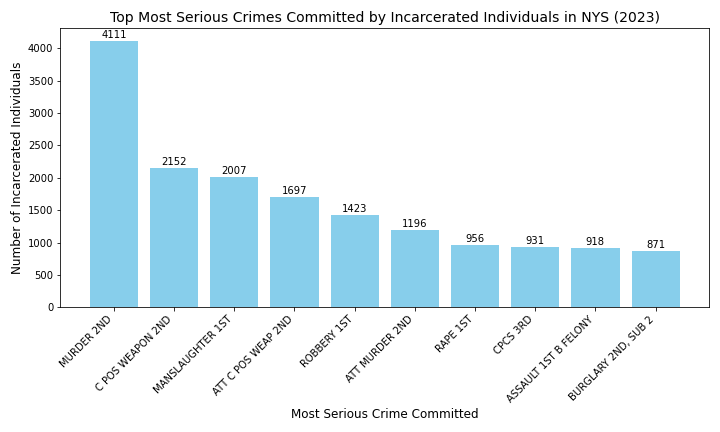 Top Most Serious Crimes Committed by Incarcerated Individuals in NYS (2023)
Number of Incarcerated Individuals
4000
3500
3000
2500
2000
1500
1000
500
0
4111
2152
2007
1697
1423
1196
956
931
918
871
MURDER 2ND
C POS WEAPON 2ND
MANSLAUGHTER 1ST
ATT C POS WEAP 2ND
ROBBERY 1ST
ATT MURDER 2ND
RAPE 1ST
CPCS 3RD
ASSAULT 1ST B FELONY
BURGLARY 2ND, SUB 2
Most Serious Crime Committed